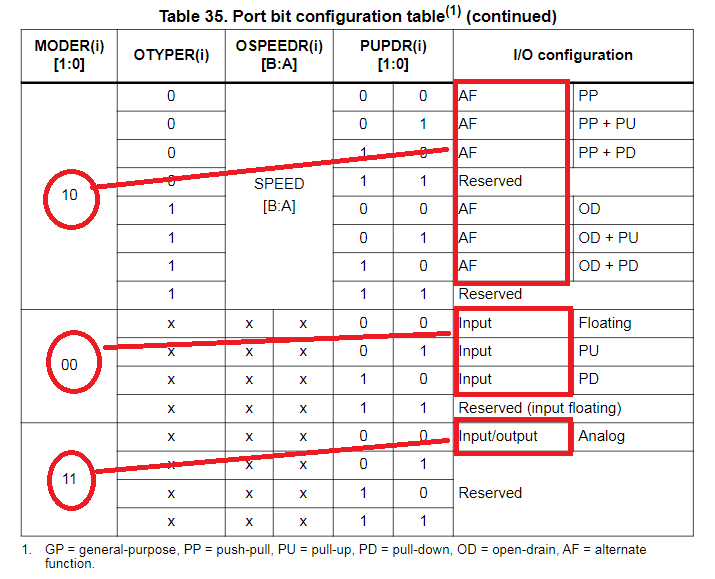 Table 35. Port bit configuration table(1) (continued)
MODER(i) [1:0] OTYPER(i) OSPEEDR(i) [B:A] PUPDR(i) [1:0] I/O configuration
10 SPEED [B:A]
0 0 0 AF PP
0 0 1 AF PP + PU
0 1 0 AF PP + PD
0 1 1 Reserved
1 0 0 AF OD
1 0 1 AF OD + PU
1 1 0 AF OD + PD
1 1 1 Reserved
00
x x x 0 0 Input Floating
x x x 0 1 Input PU
x x x 1 0 Input PD
x x x 1 1 Reserved (input floating)
11
x x x 0 0 Input/output Analog
x x x 0 1
x x x 1 0 Reserved
x x x 1 1
1. GP = general-purpose, PP = push-pull, PU = pull-up, PD = pull-down, OD = open-drain, AF = alternate
function.